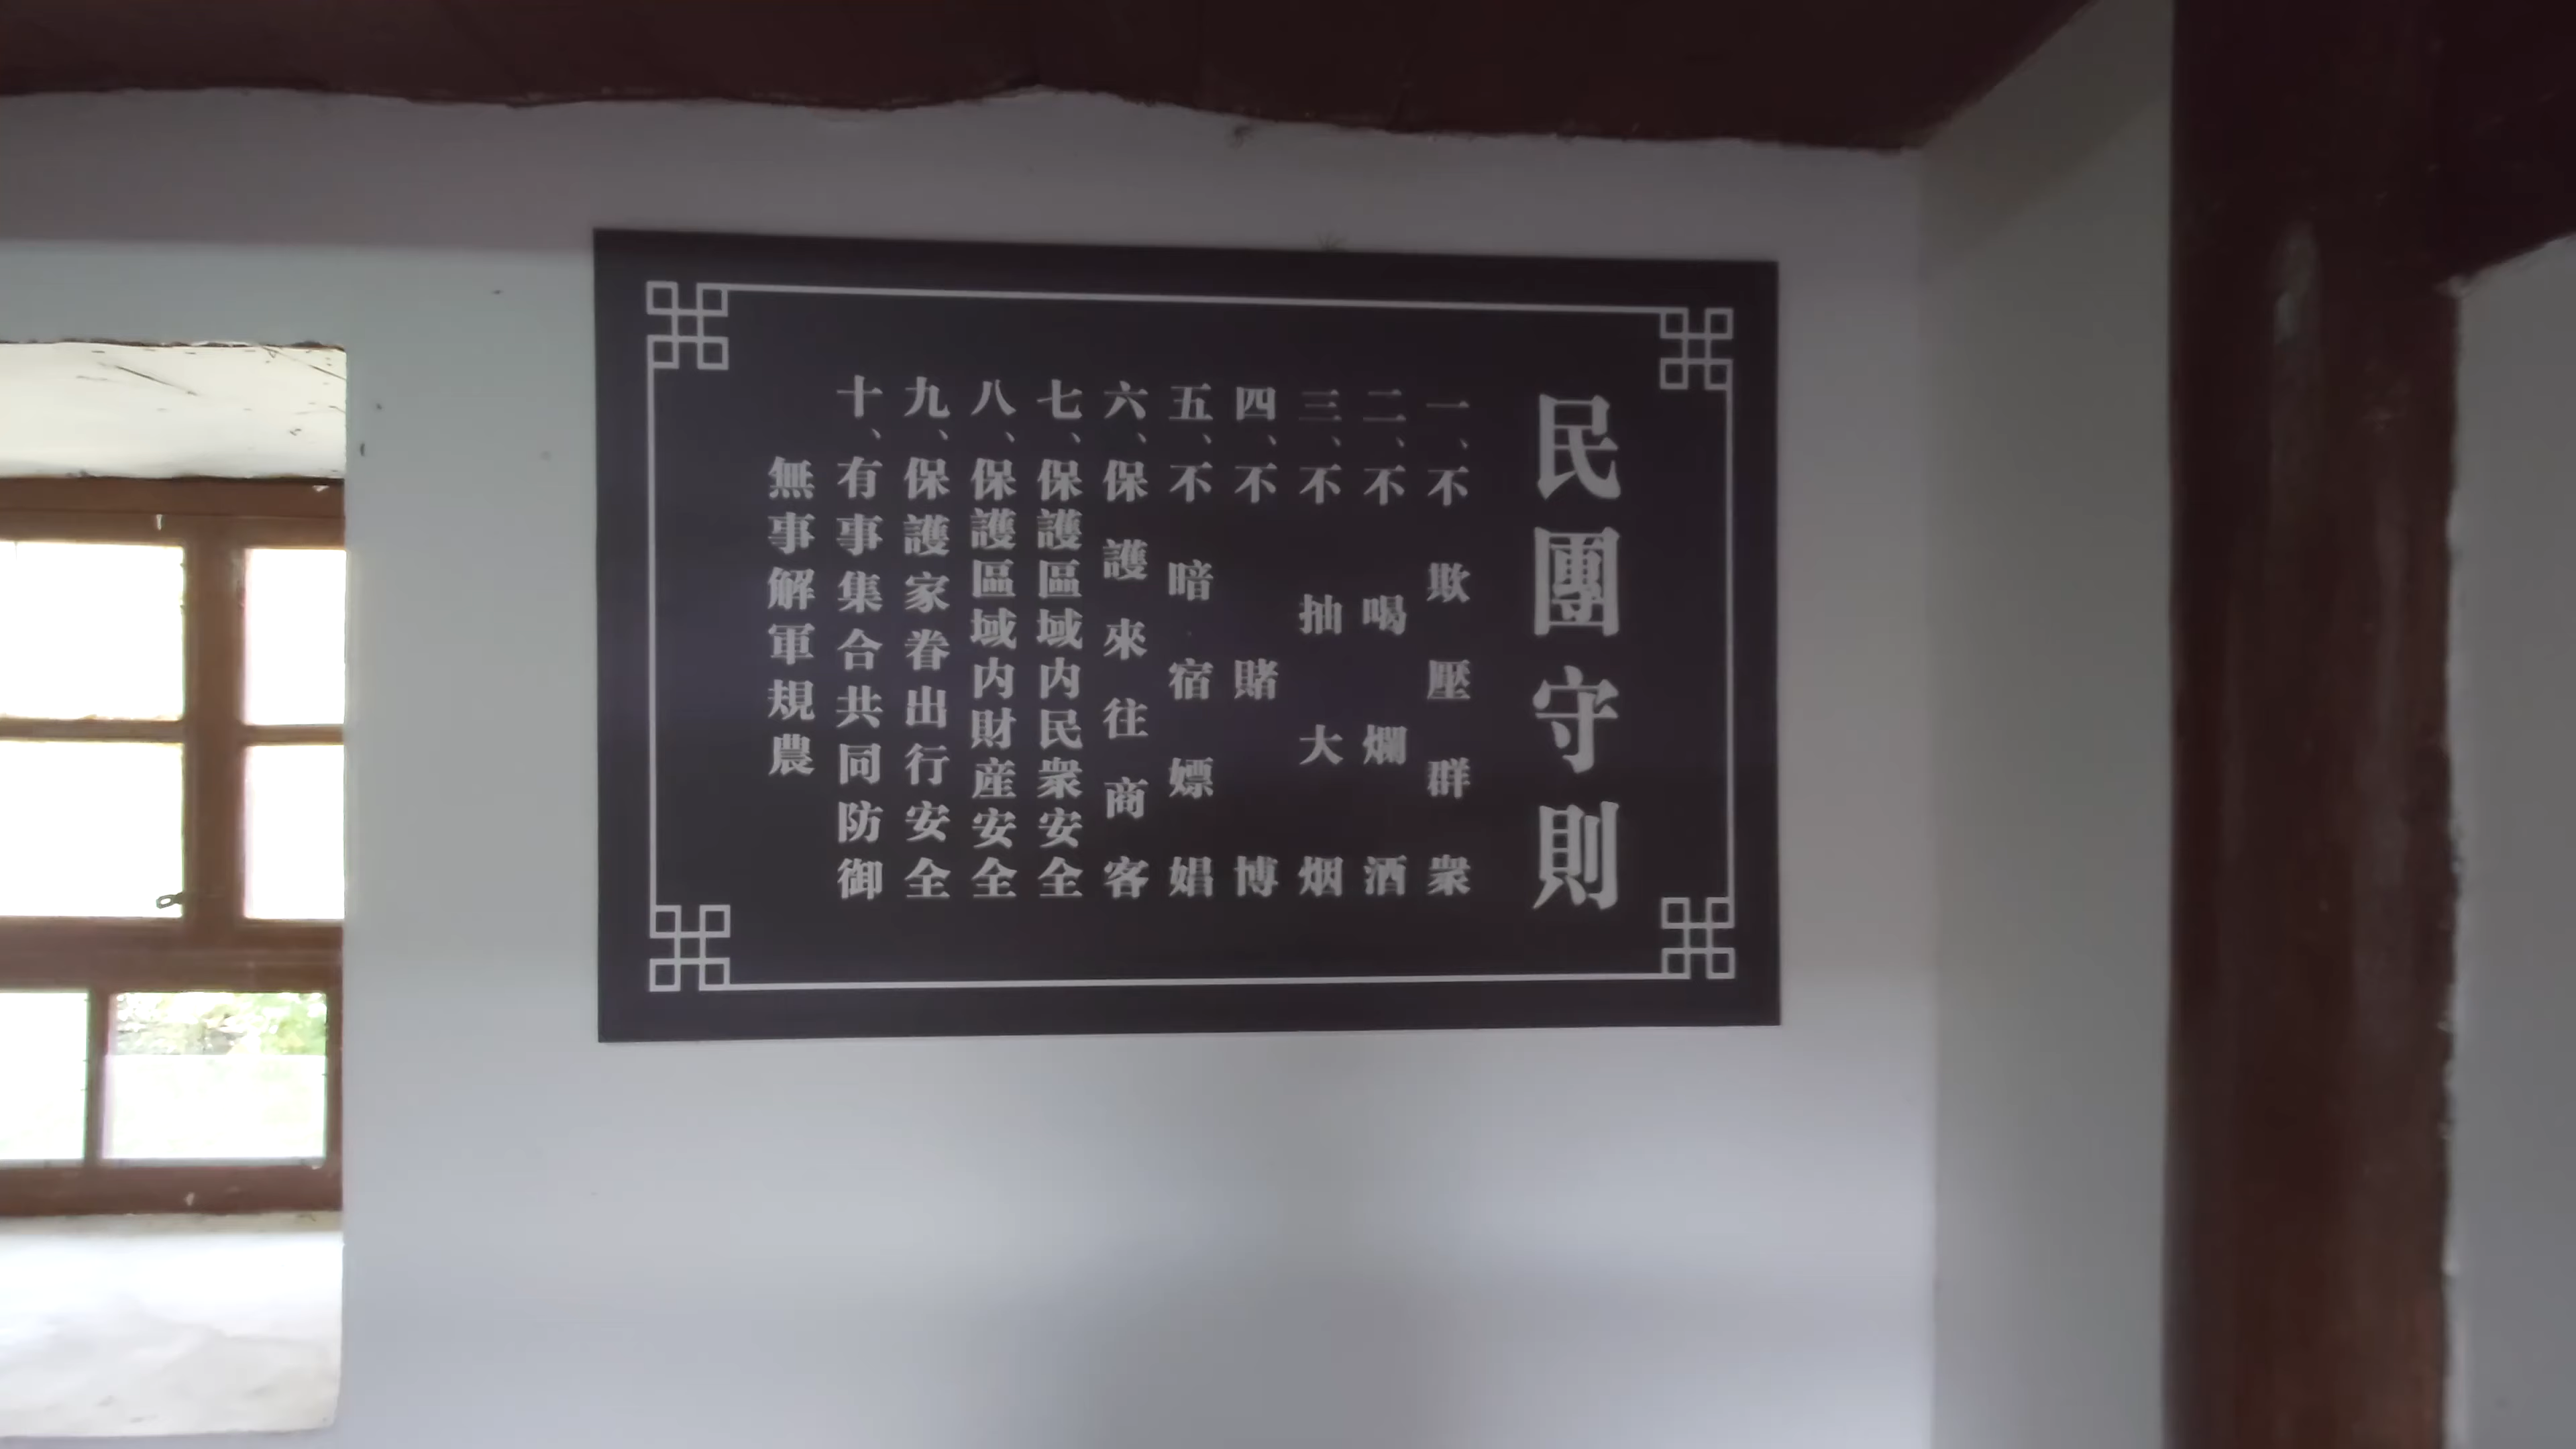 民團守則
一、不欺壓群衆
二、不喝爛酒
三、不抽大烟
四、不賭博
五、不暗宿嫖娼
六、保護來往商客
七、保護區域内民衆安全
八、保護區域内財産安全
九、保護家眷出行安全
十、有事集合共同防御
無事解軍規農